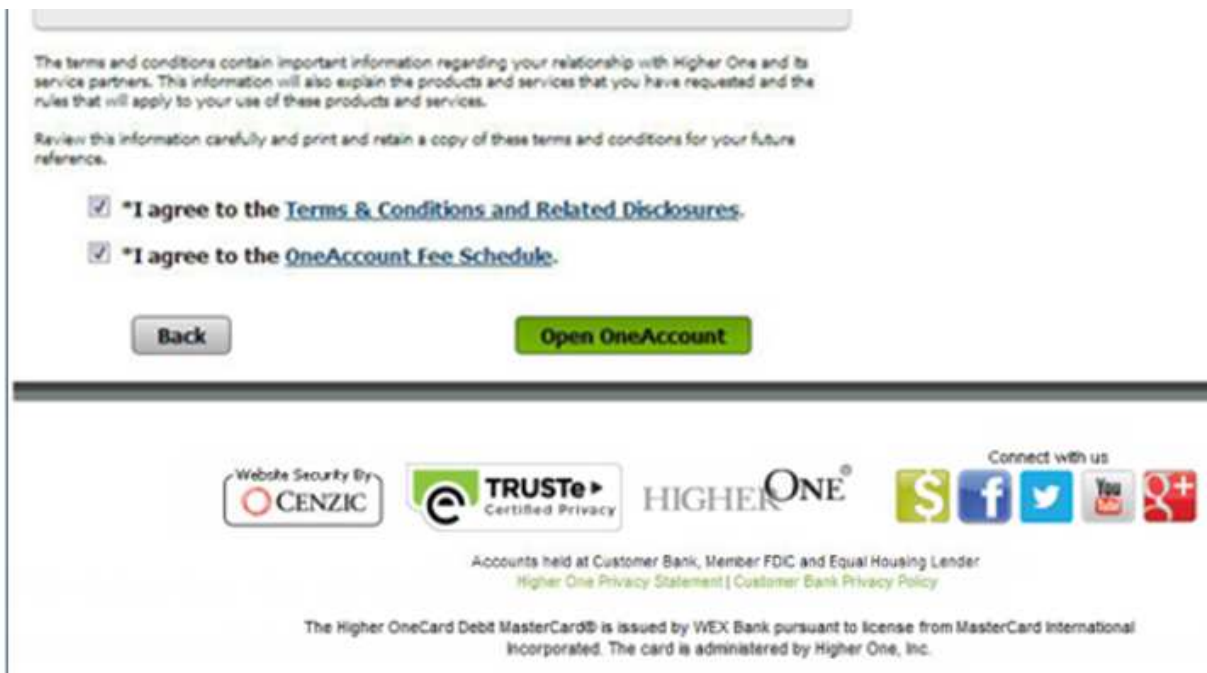 The terms and conditions contain important information regarding your relationship with Higher One and its
service partners. This information will also explain the products and services that you have requested and the
rules that will apply to your use of these products and services.
Review this information carefully and print and retain a copy of these terms and conditions for your future
reference.
*I agree to the Terms & Conditions and Related Disclosures.
*I agree to the OneAccount Fee Schedule.
Back Open OneAccount
Connect with us
Website Security By
CENZIC
TRUSTe
Certified Privacy
HIGHER ONE®
$ f You Tube g+
Accounts held at Customer Bank, Member FDIC and Equal Housing Lender
Higher One Privacy Statement | Customer Bank Privacy Policy
The Higher OneCard Debit MasterCard® is issued by WEX Bank pursuant to license from MasterCard International
Incorporated. The card is administered by Higher One, Inc.